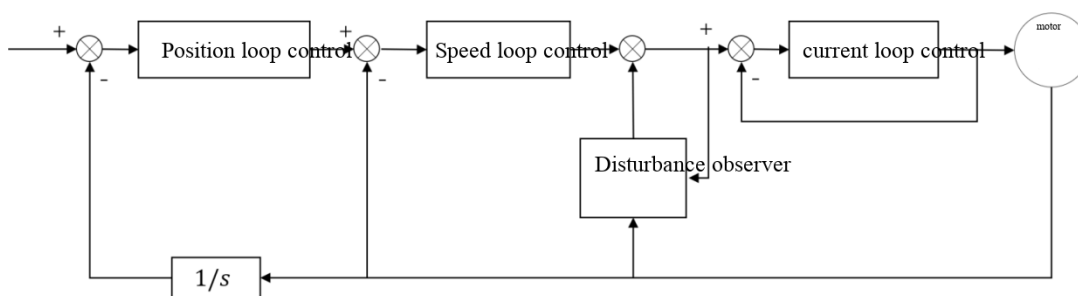 +
+
+
motor
Position loop control
Speed loop control
current loop control
-
-
-
Disturbance observer
1/s